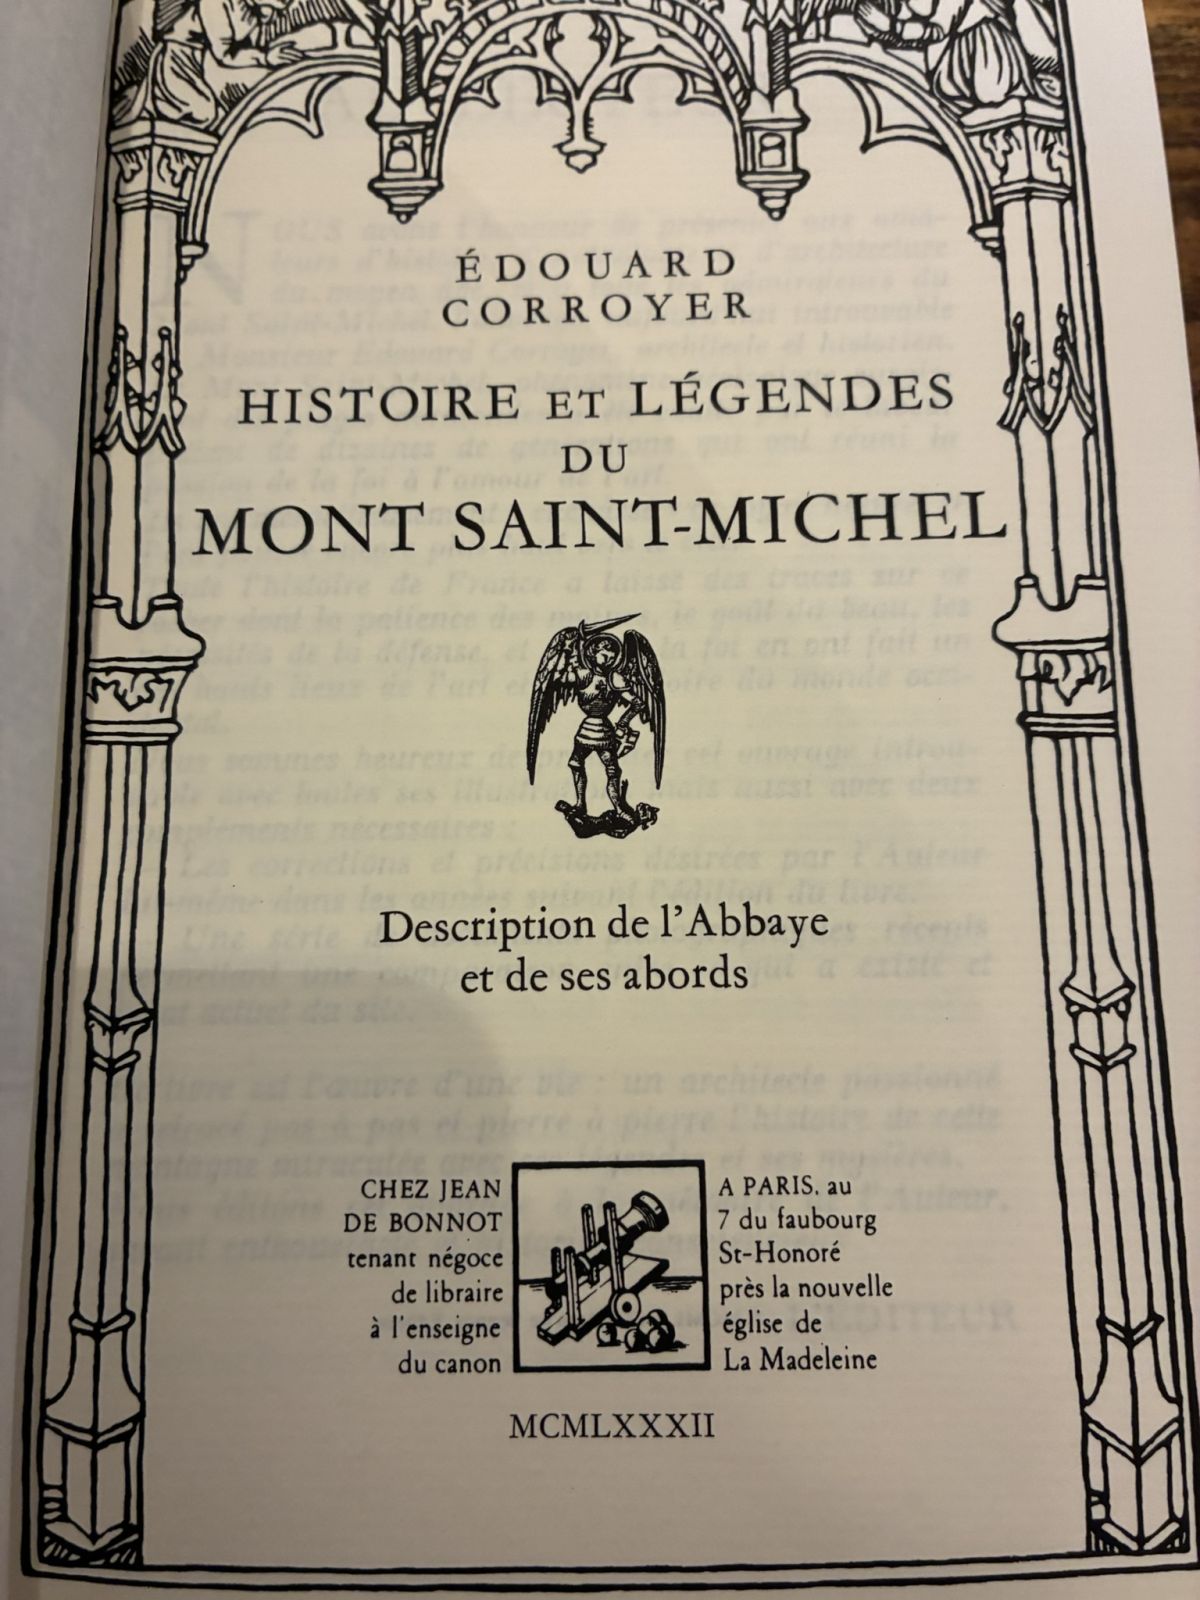 ÉDOUARD
CORROYER
HISTOIRE ET LÉGENDES
DU
MONT SAINT-MICHEL
Description de l'Abbaye
et de ses abords
CHEZ JEAN
DE BONNOT
tenant négoce
de libraire
à l'enseigne
du canon
A PARIS, au
7 du faubourg
St-Honoré
près la nouvelle
église de
La Madeleine
MCMLXXXII